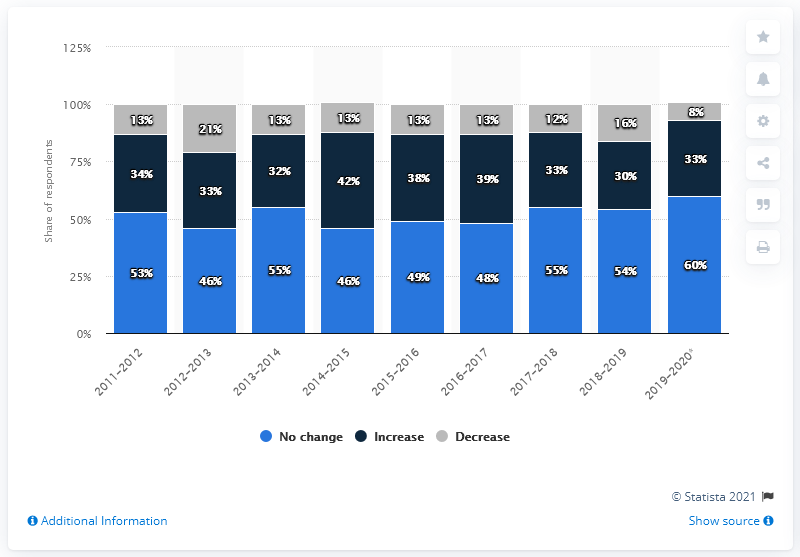 125%
100%
75%
50%
25%
0%
Share of respondents
13% 21% 13% 13% 13% 13% 12% 16% 8%
34% 33% 32% 42% 38% 39% 33% 30% 33%
53% 46% 55% 46% 49% 48% 55% 54% 60%
2011–2012 2012–2013 2013–2014 2014–2015 2015–2016 2016–2017 2017–2018 2018–2019 2019–2020*
No change Increase Decrease
© Statista 2021
Additional Information Show source